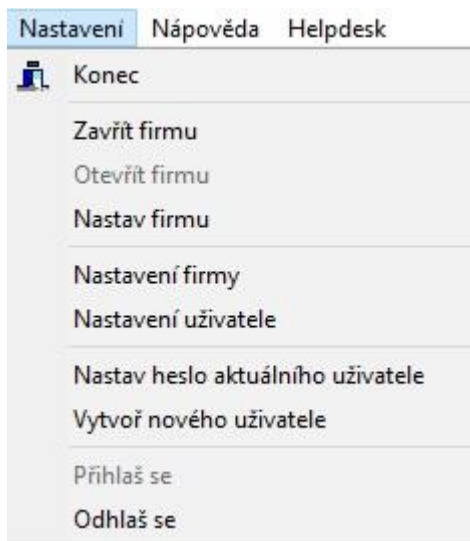 Nastavení Nápověda Helpdesk
Konec
Zavřít firmu
Otevřít firmu
Nastav firmu
Nastavení firmy
Nastavení uživatele
Nastav heslo aktuálního uživatele
Vytvoř nového uživatele
Přihlaš se
Odhlaš se